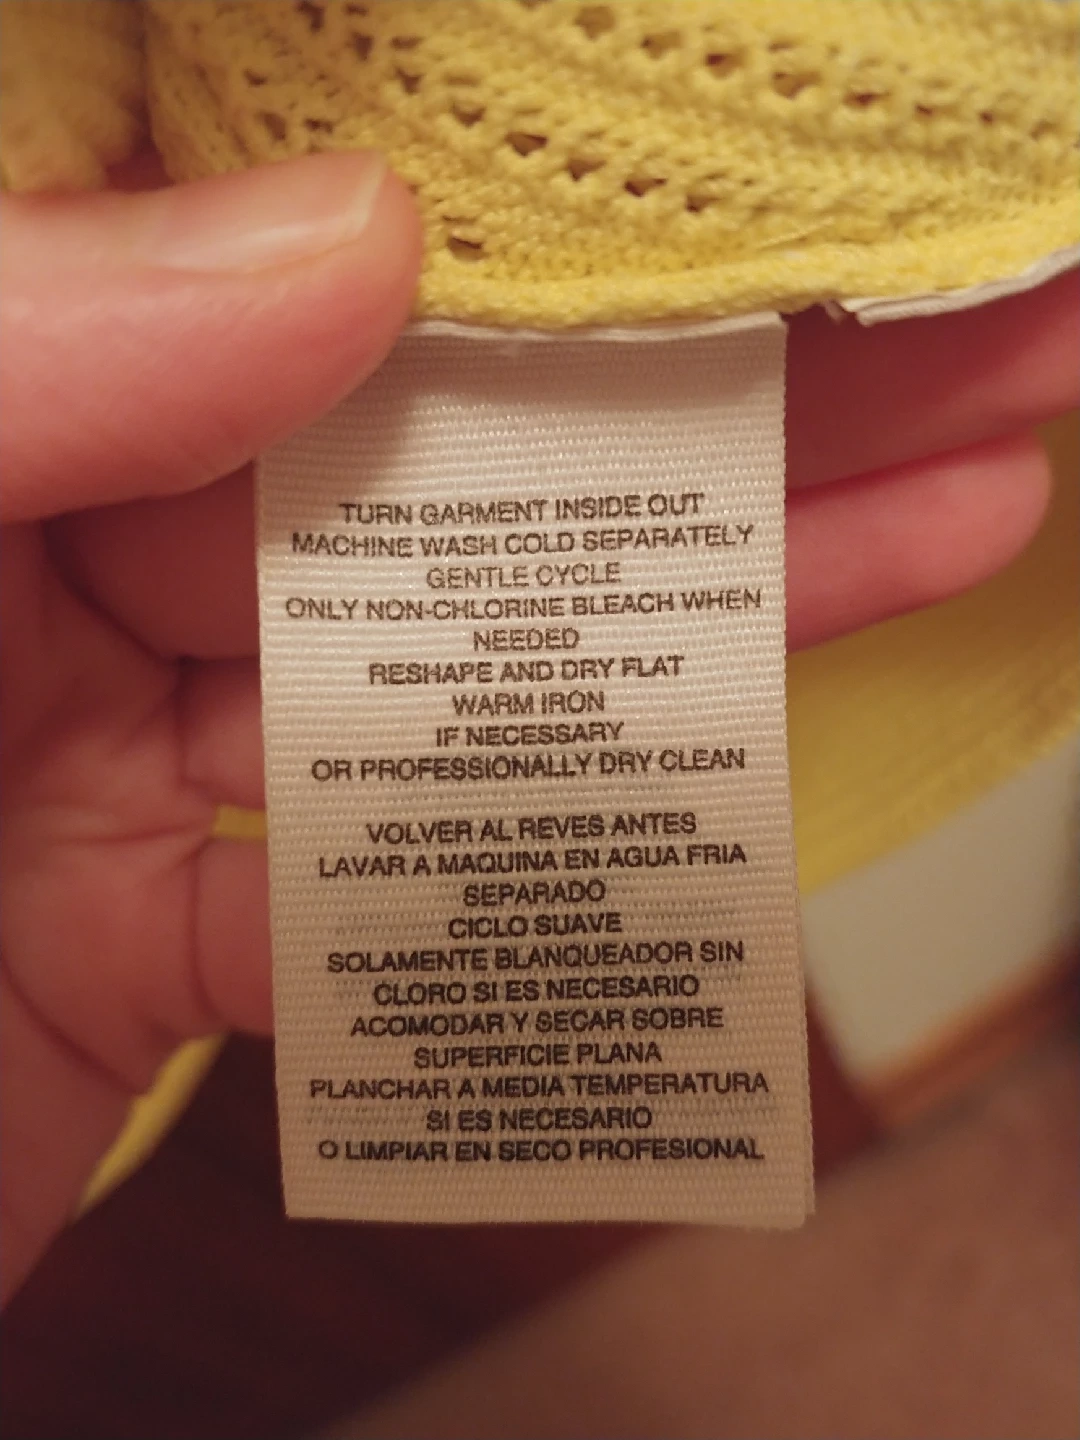 TURN GARMENT INSIDE OUT
MACHINE WASH COLD SEPARATELY
GENTLE CYCLE
ONLY NON-CHLORINE BLEACH WHEN
NEEDED
RESHAPE AND DRY FLAT
WARM IRON
IF NECESSARY
OR PROFESSIONALLY DRY CLEAN
VOLVER AL REVES ANTES
LAVAR A MAQUINA EN AGUA FRIA
SEPARADO
CICLO SUAVE
SOLAMENTE BLANQUEADOR SIN
CLORO SI ES NECESARIO
ACOMODAR Y SECAR SOBRE
SUPERFICIE PLANA
PLANCHAR A MEDIA TEMPERATURA
SI ES NECESARIO
O LIMPIAR EN SECO PROFESIONAL